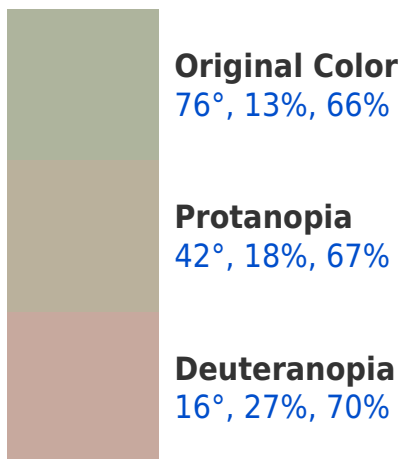 Original Color
76°, 13%, 66%
Protanopia
42°, 18%, 67%
Deuteranopia
16°, 27%, 70%